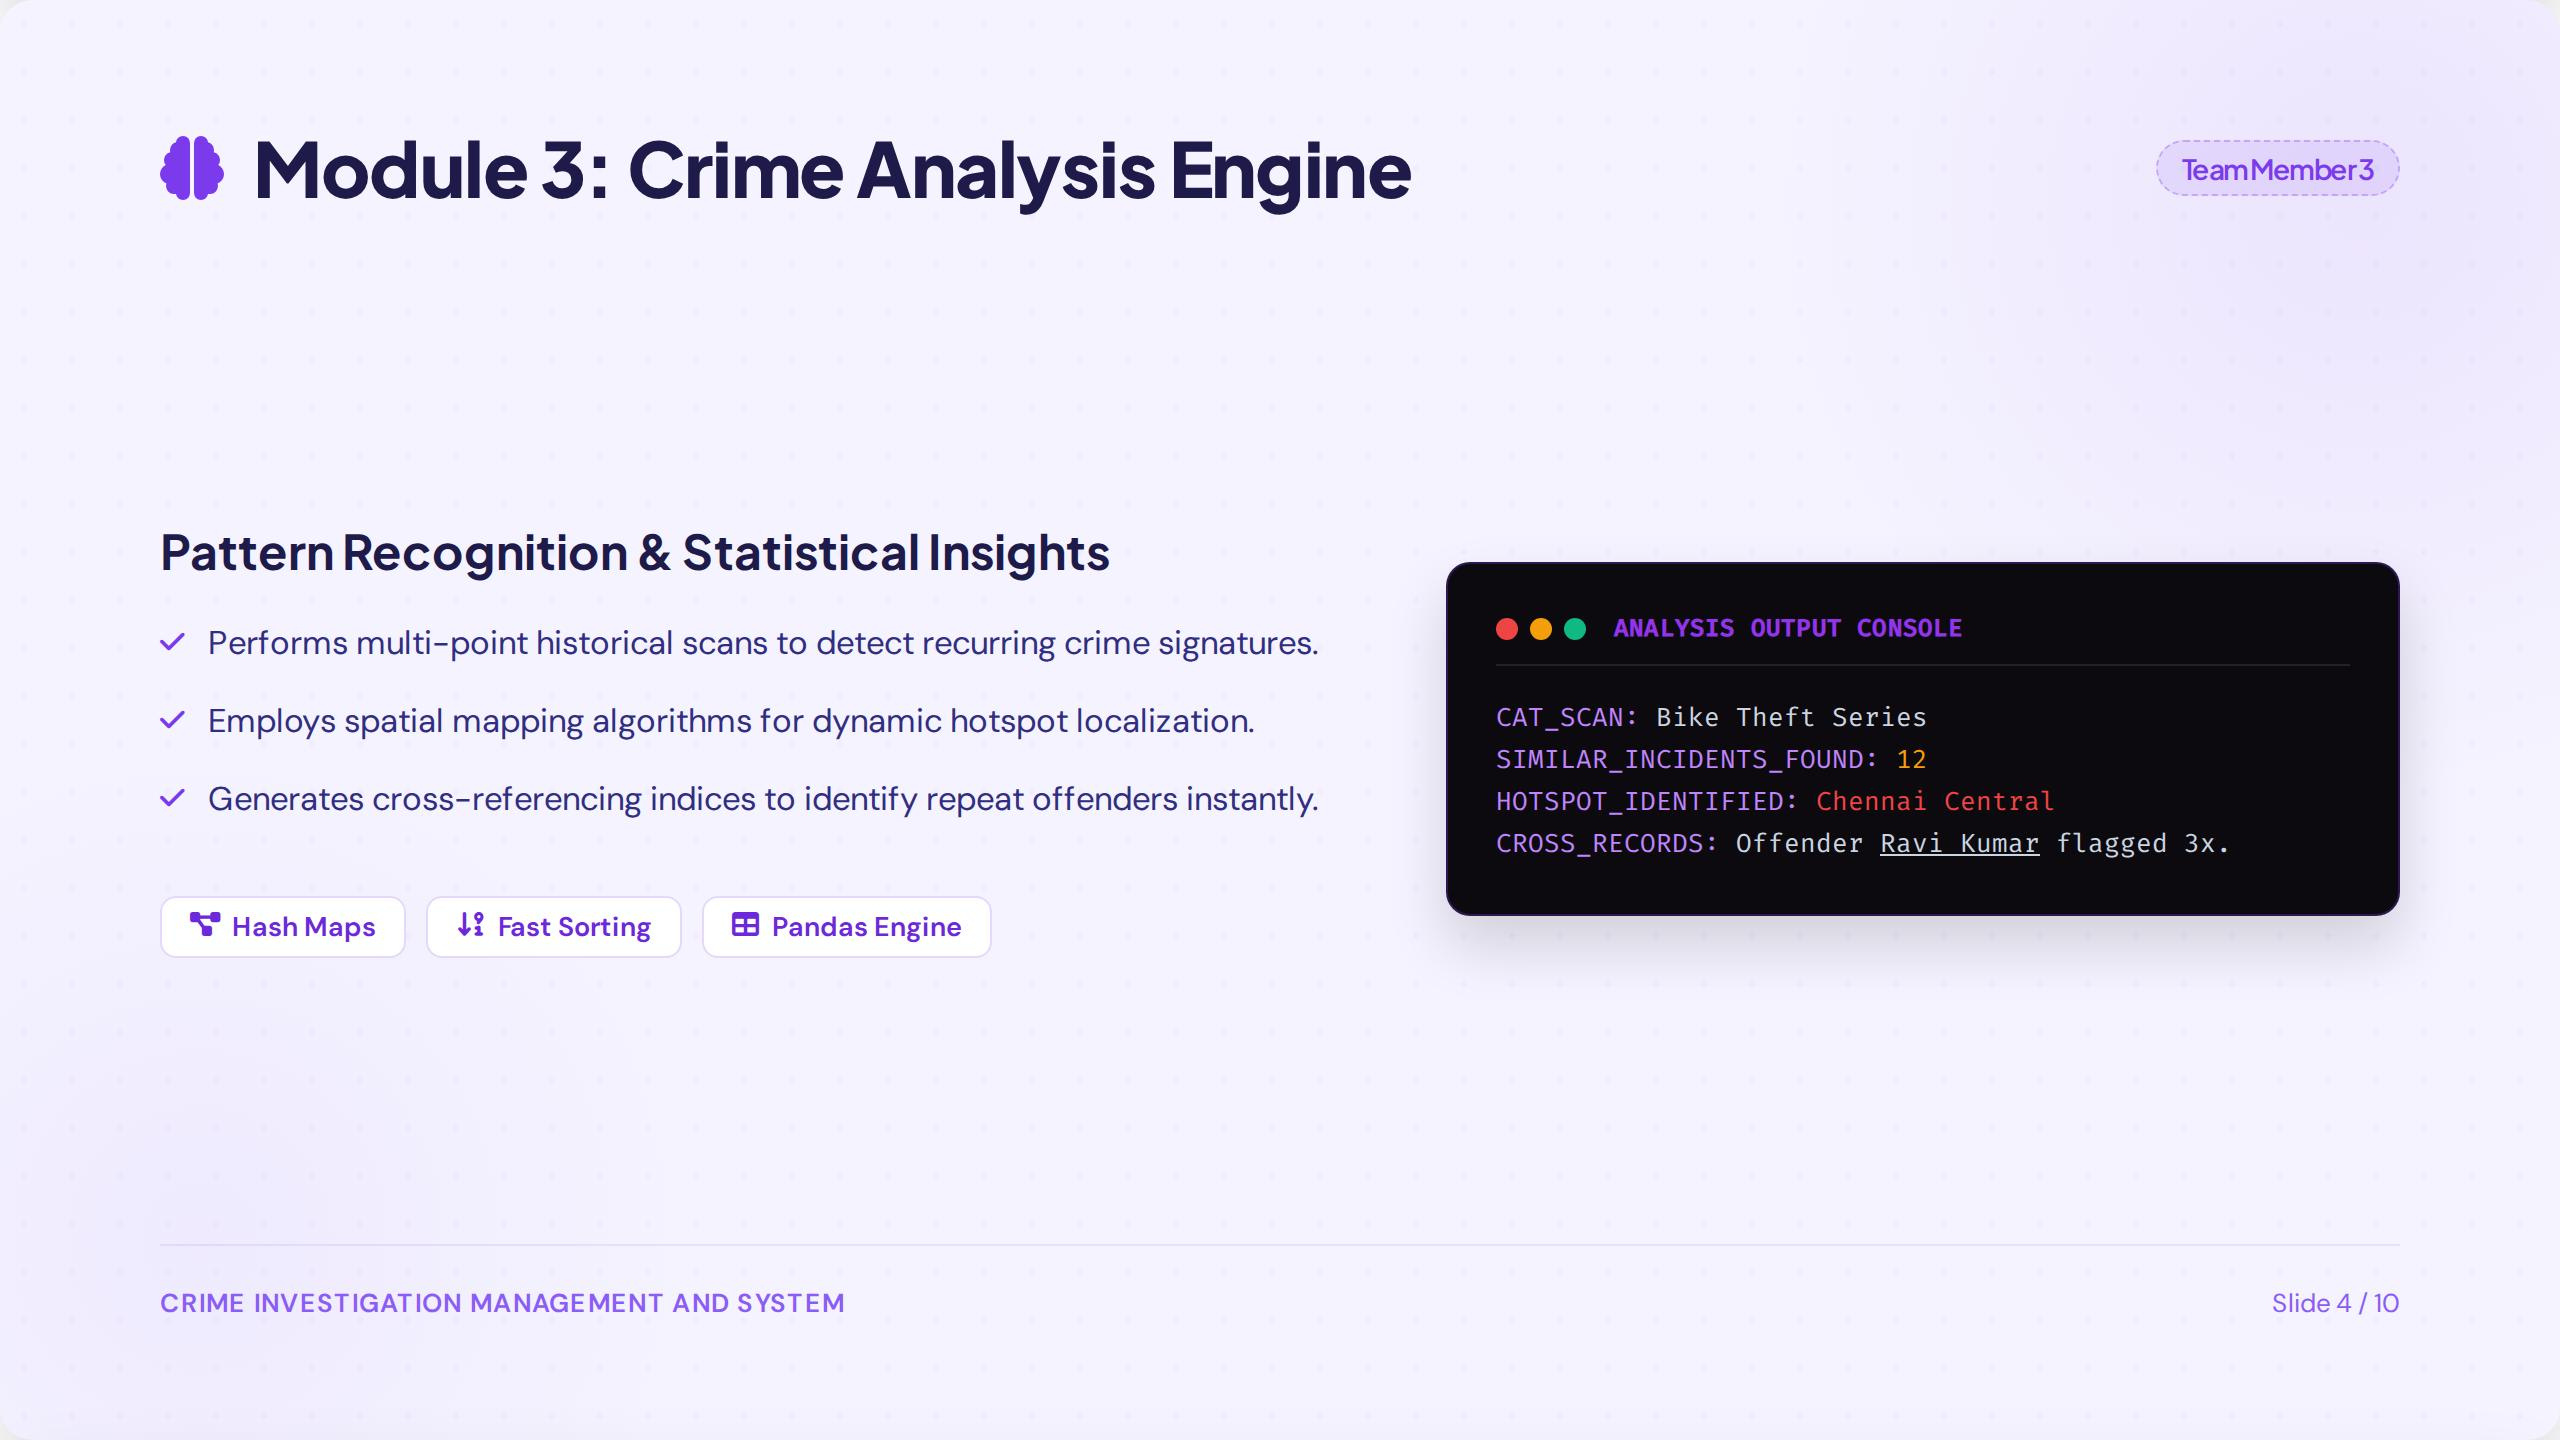 Module 3: Crime Analysis Engine
Team Member 3
Pattern Recognition & Statistical Insights
Performs multi-point historical scans to detect recurring crime signatures.
Employs spatial mapping algorithms for dynamic hotspot localization.
Generates cross-referencing indices to identify repeat offenders instantly.
Hash Maps
Fast Sorting
Pandas Engine
ANALYSIS OUTPUT CONSOLE
CAT_SCAN: Bike Theft Series
SIMILAR_INCIDENTS_FOUND: 12
HOTSPOT_IDENTIFIED: Chennai Central
CROSS_RECORDS: Offender Ravi Kumar flagged 3x.
CRIME INVESTIGATION MANAGEMENT AND SYSTEM
Slide 4 / 10